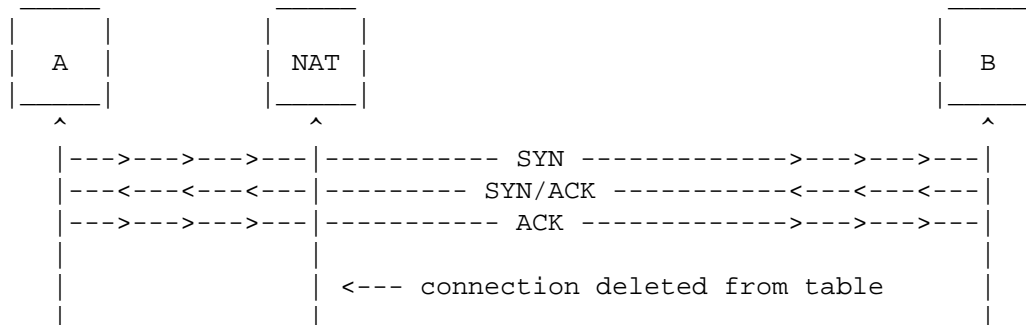 A NAT B
SYN
SYN/ACK
ACK
<--- connection deleted from table